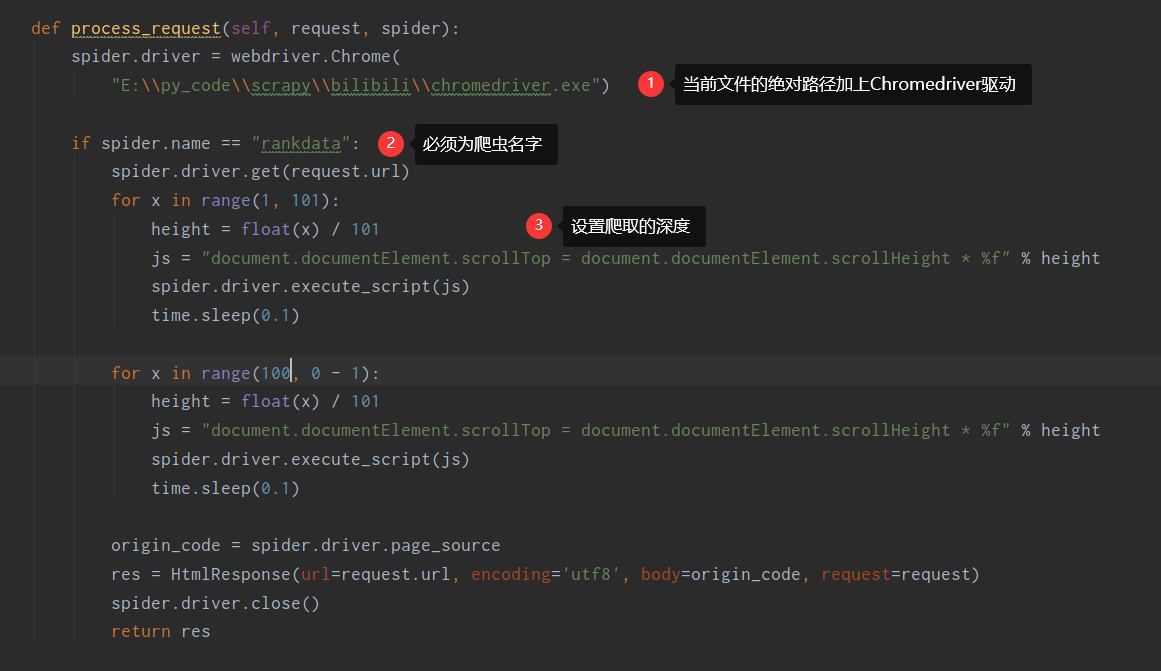 def process_request(self, request, spider):
spider.driver = webdriver.Chrome(
"E:\\py_code\\scrapy\\bilibili\\chromedriver.exe") 1 当前文件的绝对路径加上Chromedriver驱动
if spider.name == "rankdata": 2 必须为爬虫名字
spider.driver.get(request.url)
for x in range(1, 101):
height = float(x) / 101 3 设置爬取的深度
js = "document.documentElement.scrollTop = document.documentElement.scrollHeight * %f" % height
spider.driver.execute_script(js)
time.sleep(0.1)
for x in range(100, 0 - 1):
height = float(x) / 101
js = "document.documentElement.scrollTop = document.documentElement.scrollHeight * %f" % height
spider.driver.execute_script(js)
time.sleep(0.1)
origin_code = spider.driver.page_source
res = HtmlResponse(url=request.url, encoding='utf8', body=origin_code, request=request)
spider.driver.close()
return res